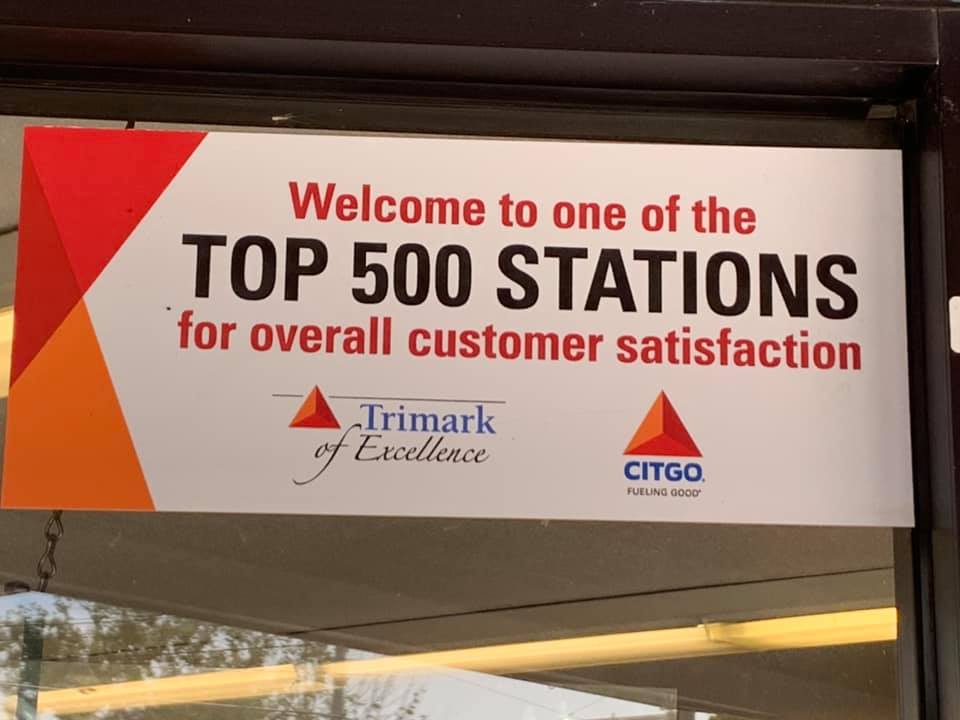 Welcome to one of the
TOP 500 STATIONS
for overall customer satisfaction
Trimark
of Excellence
CITGO
FUELING GOOD®